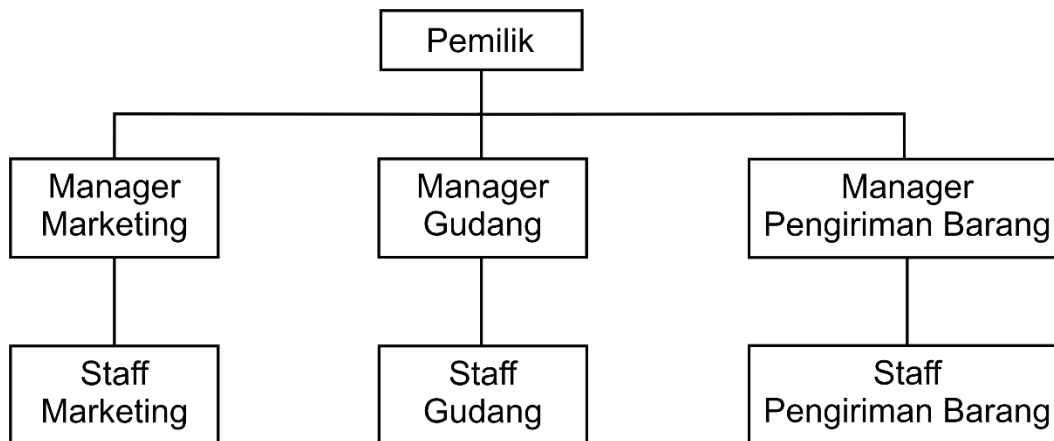 Pemilik
Manager
Marketing
Manager
Gudang
Manager
Pengiriman Barang
Staff
Marketing
Staff
Gudang
Staff
Pengiriman Barang